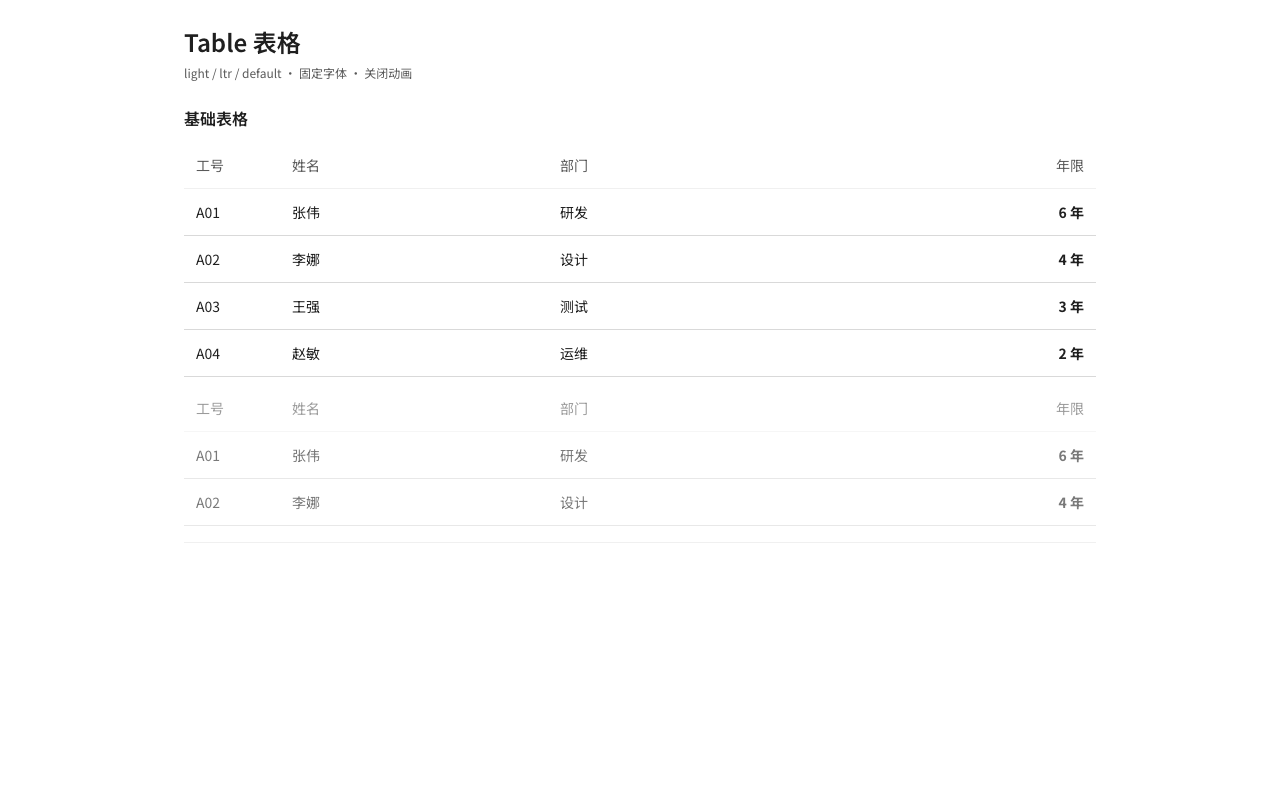 Table 表格
light / ltr / default ・ 固定字体 ・ 关闭动画
基础表格
工号 姓名 部门 年限
A01 张伟 研发 6 年
A02 李娜 设计 4 年
A03 王强 测试 3 年
A04 赵敏 运维 2 年
工号 姓名 部门 年限
A01 张伟 研发 6 年
A02 李娜 设计 4 年